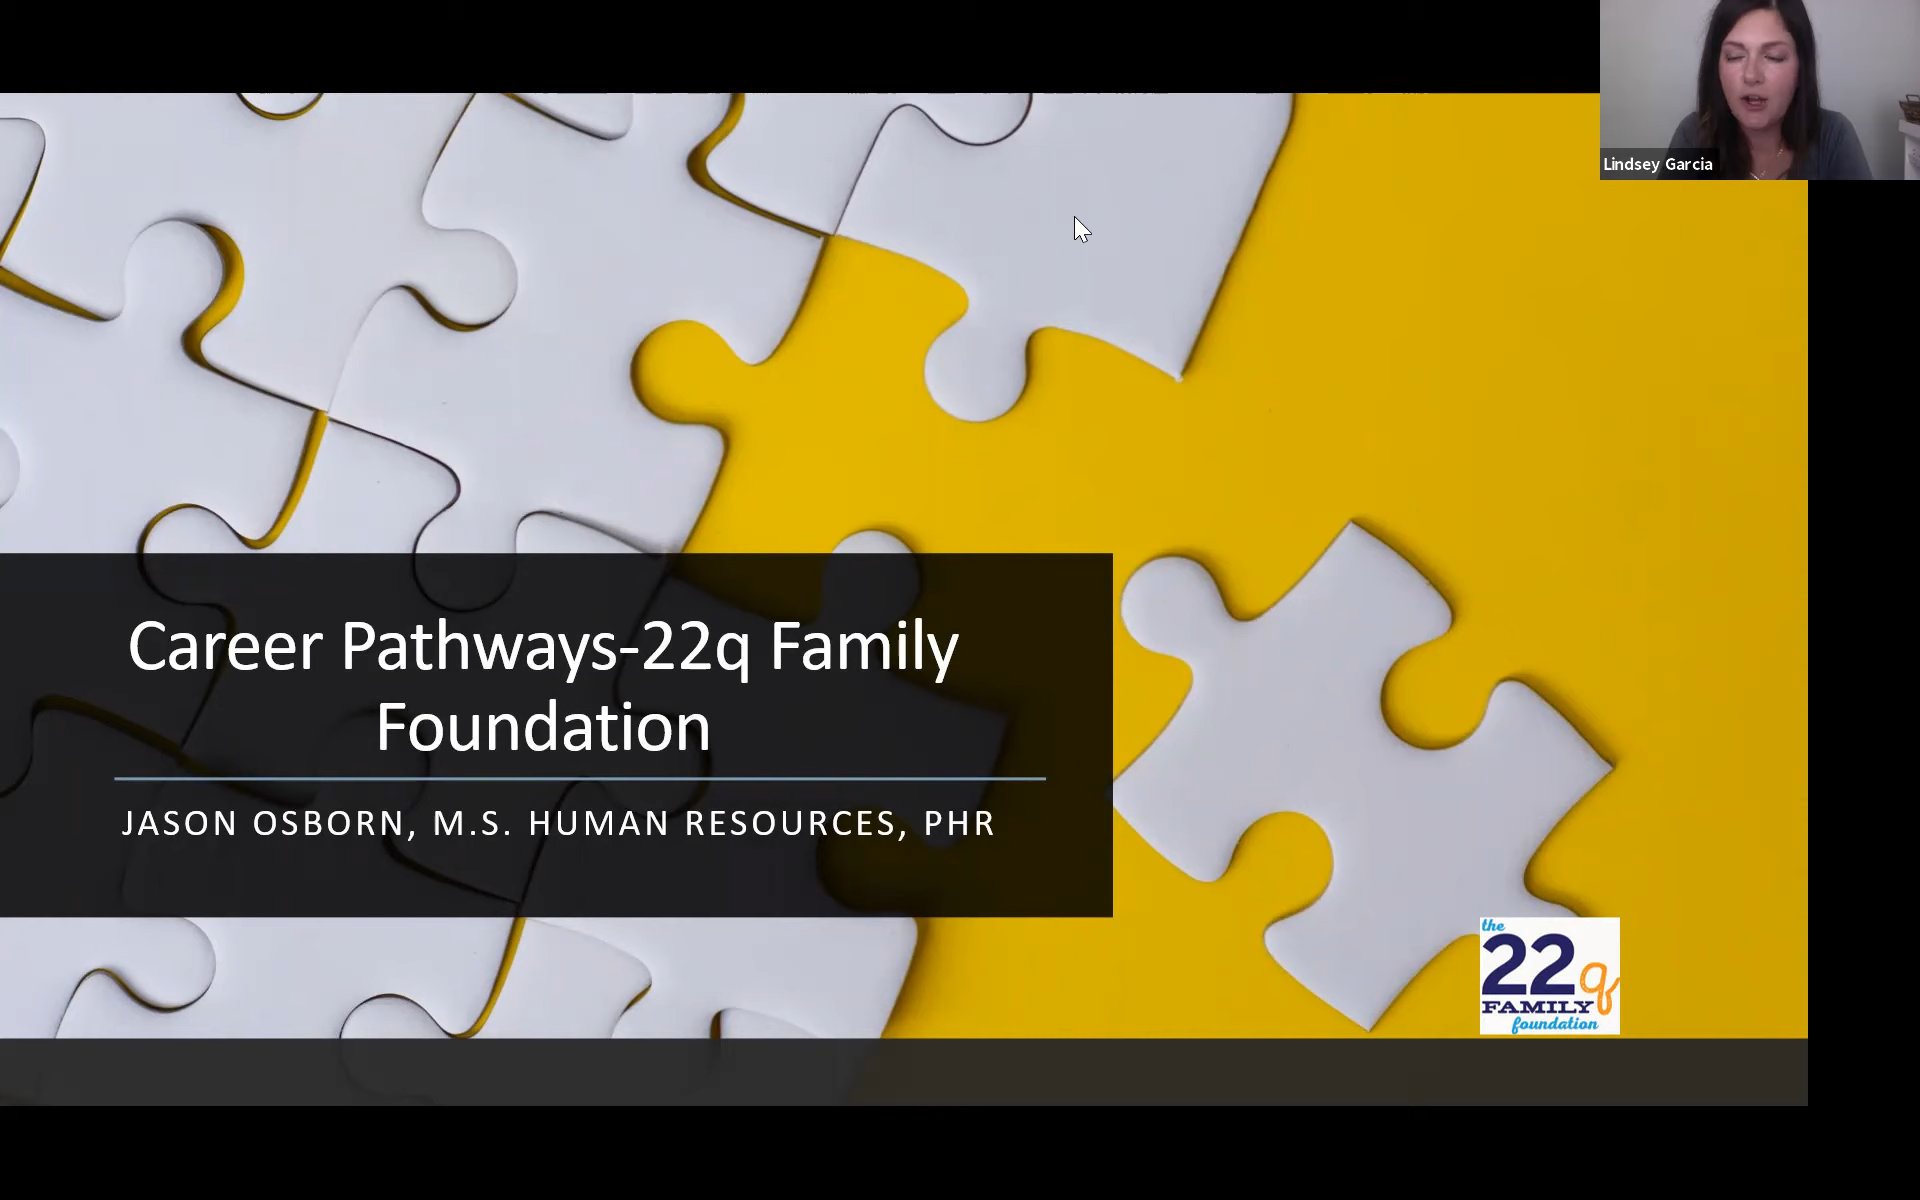 Lindsey Garcia
Career Pathways-22q Family
Foundation
JASON OSBORN, M.S. HUMAN RESOURCES, PHR
the
22q
FAMILY
foundation